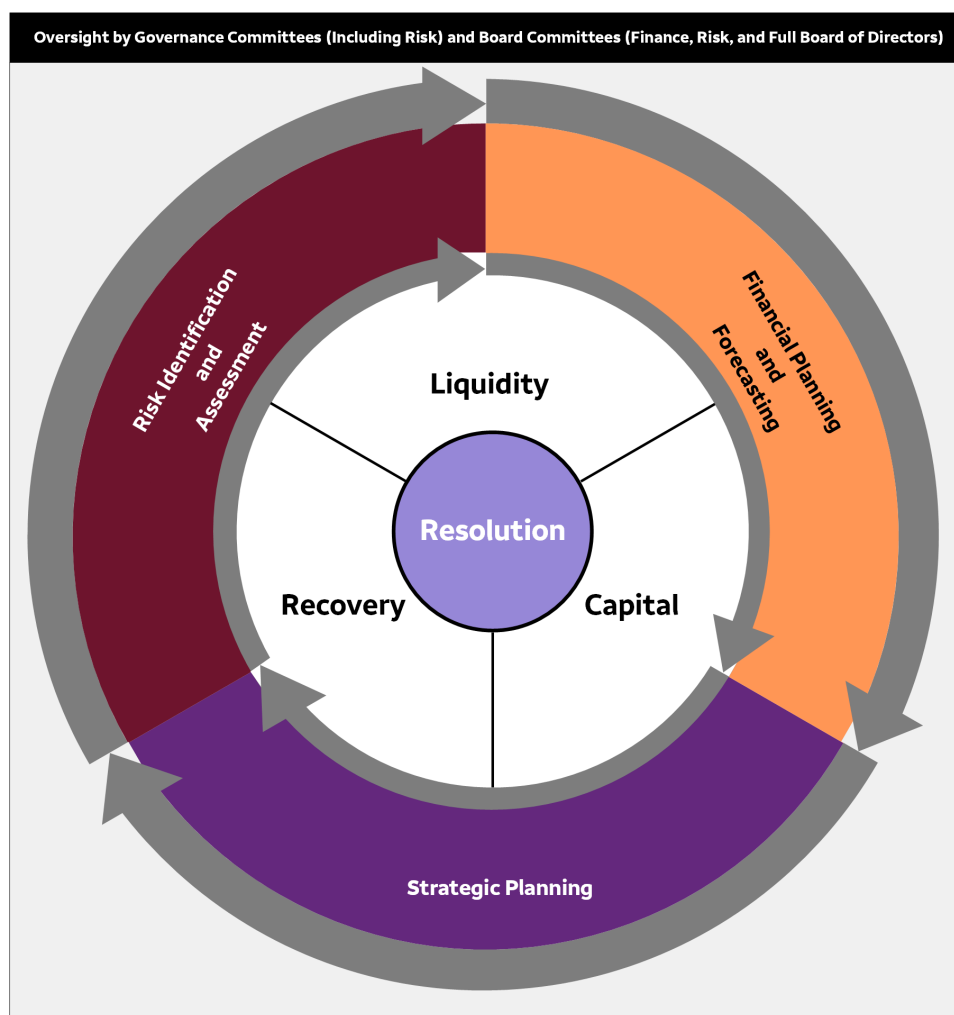 Oversight by Governance Committees (Including Risk) and Board Committees (Finance, Risk, and Full Board of Directors)
Risk Identification
and
Assessment
Financial Planning
and
Forecasting
Liquidity
Resolution
Recovery
Capital
Strategic Planning